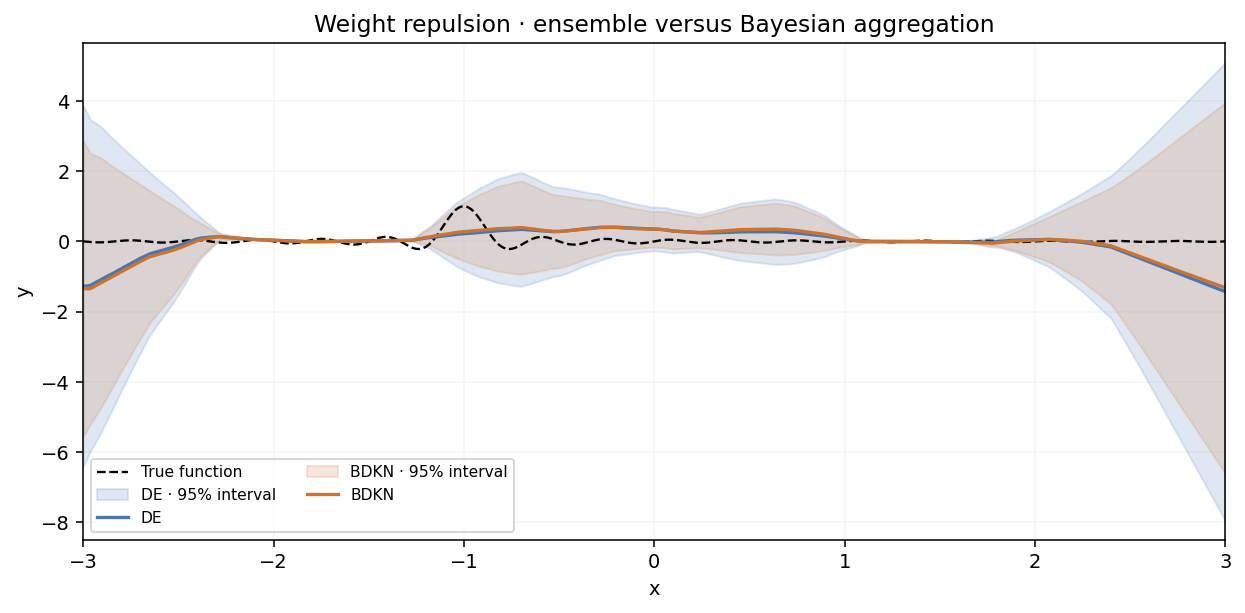 Weight repulsion · ensemble versus Bayesian aggregation
4
2
0
−2
−4
−6
−8
y
True function
DE · 95% interval
DE
BDKN · 95% interval
BDKN
−3
−2
−1
0
1
2
3
x